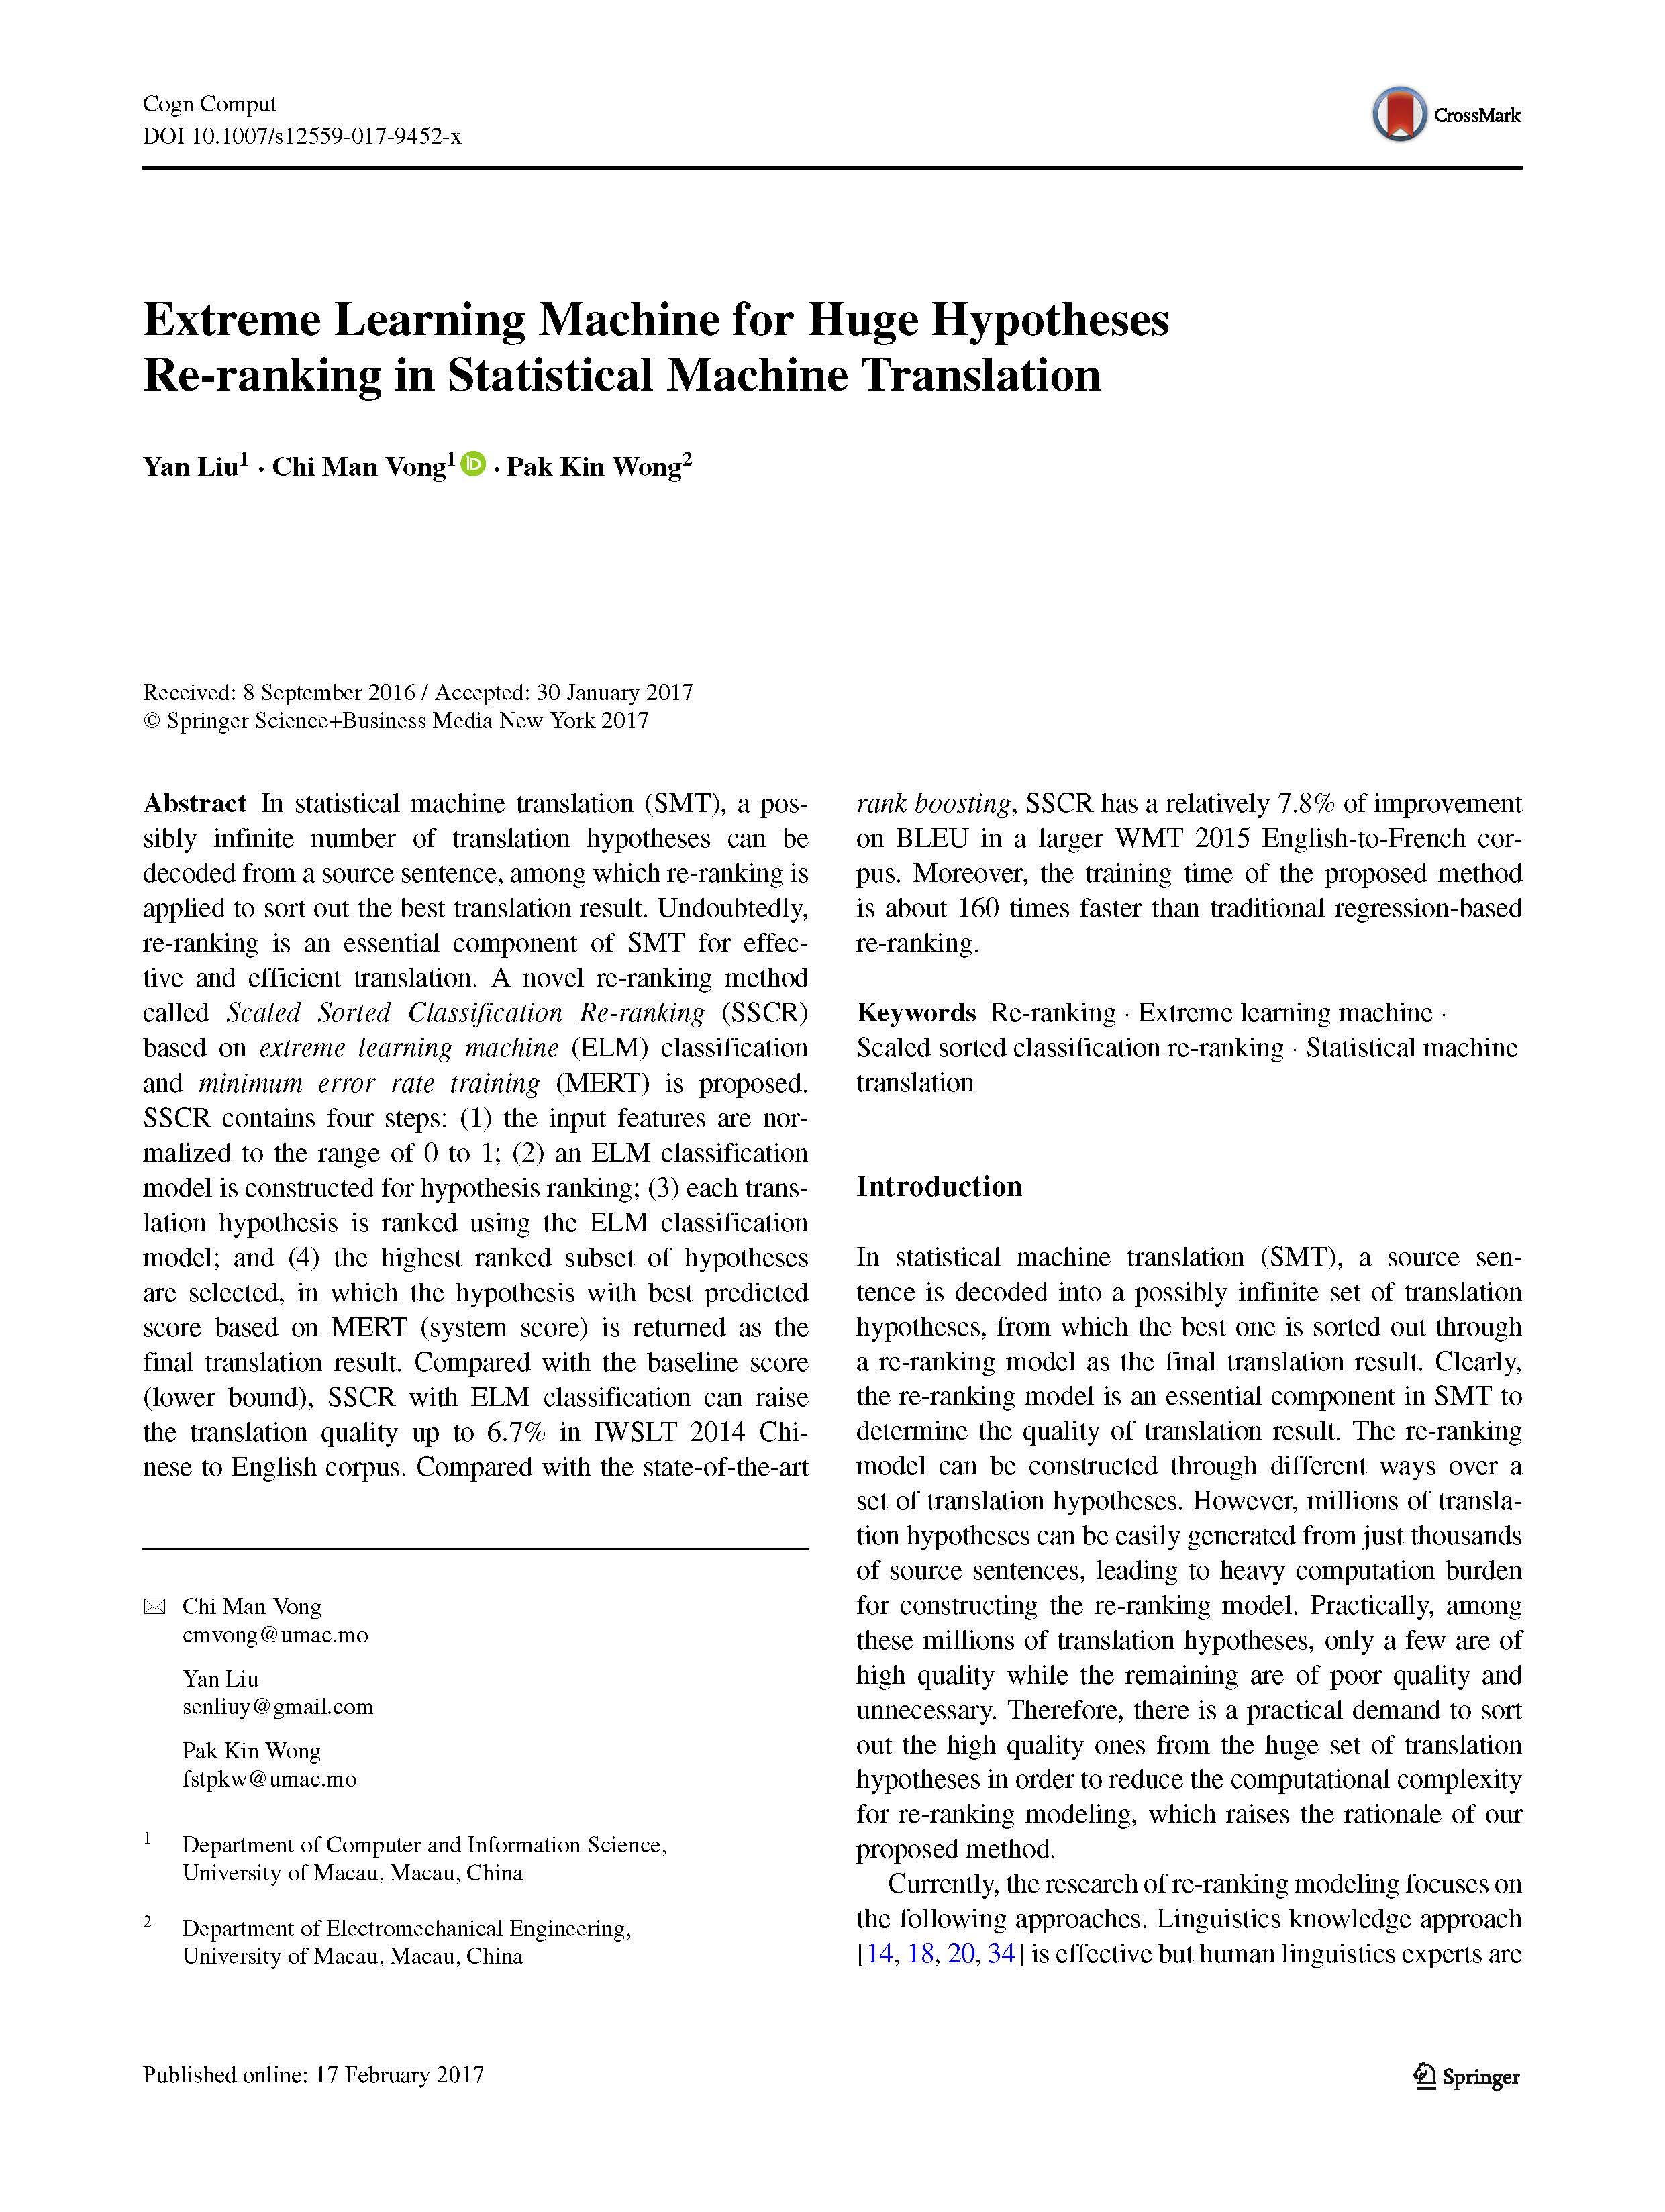 Cogn Comput
DOI 10.1007/s12559-017-9452-x
CrossMark
Extreme Learning Machine for Huge Hypotheses
Re-ranking in Statistical Machine Translation
Yan Liu1 · Chi Man Vong1 iD · Pak Kin Wong2
Received: 8 September 2016 / Accepted: 30 January 2017
© Springer Science+Business Media New York 2017
Abstract In statistical machine translation (SMT), a pos-
sibly infinite number of translation hypotheses can be
decoded from a source sentence, among which re-ranking is
applied to sort out the best translation result. Undoubtedly,
re-ranking is an essential component of SMT for effec-
tive and efficient translation. A novel re-ranking method
called Scaled Sorted Classification Re-ranking (SSCR)
based on extreme learning machine (ELM) classification
and minimum error rate training (MERT) is proposed.
SSCR contains four steps: (1) the input features are nor-
malized to the range of 0 to 1; (2) an ELM classification
model is constructed for hypothesis ranking; (3) each trans-
lation hypothesis is ranked using the ELM classification
model; and (4) the highest ranked subset of hypotheses
are selected, in which the hypothesis with best predicted
score based on MERT (system score) is returned as the
final translation result. Compared with the baseline score
(lower bound), SSCR with ELM classification can raise
the translation quality up to 6.7% in IWSLT 2014 Chi-
nese to English corpus. Compared with the state-of-the-art
Chi Man Vong
cmvong@umac.mo
Yan Liu
senliuy@gmail.com
Pak Kin Wong
fstpkw@umac.mo
1 Department of Computer and Information Science,
University of Macau, Macau, China
2 Department of Electromechanical Engineering,
University of Macau, Macau, China
rank boosting, SSCR has a relatively 7.8% of improvement
on BLEU in a larger WMT 2015 English-to-French cor-
pus. Moreover, the training time of the proposed method
is about 160 times faster than traditional regression-based
re-ranking.
Keywords Re-ranking · Extreme learning machine ·
Scaled sorted classification re-ranking · Statistical machine
translation
Introduction
In statistical machine translation (SMT), a source sen-
tence is decoded into a possibly infinite set of translation
hypotheses, from which the best one is sorted out through
a re-ranking model as the final translation result. Clearly,
the re-ranking model is an essential component in SMT to
determine the quality of translation result. The re-ranking
model can be constructed through different ways over a
set of translation hypotheses. However, millions of transla-
tion hypotheses can be easily generated from just thousands
of source sentences, leading to heavy computation burden
for constructing the re-ranking model. Practically, among
these millions of translation hypotheses, only a few are of
high quality while the remaining are of poor quality and
unnecessary. Therefore, there is a practical demand to sort
out the high quality ones from the huge set of translation
hypotheses in order to reduce the computational complexity
for re-ranking modeling, which raises the rationale of our
proposed method.
Currently, the research of re-ranking modeling focuses on
the following approaches. Linguistics knowledge approach
[14, 18, 20, 34] is effective but human linguistics experts are
Published online: 17 February 2017
Springer